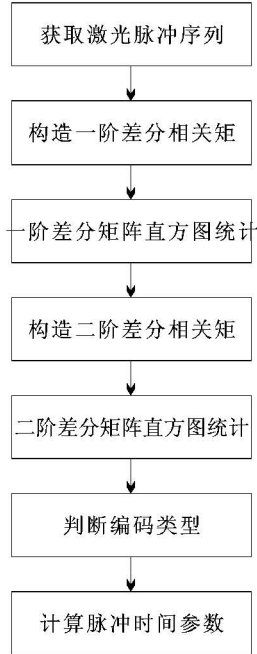 获取激光脉冲序列
构造一阶差分相关矩
一阶差分矩阵直方图统计
构造二阶差分相关矩
二阶差分矩阵直方图统计
判断编码类型
计算脉冲时间参数